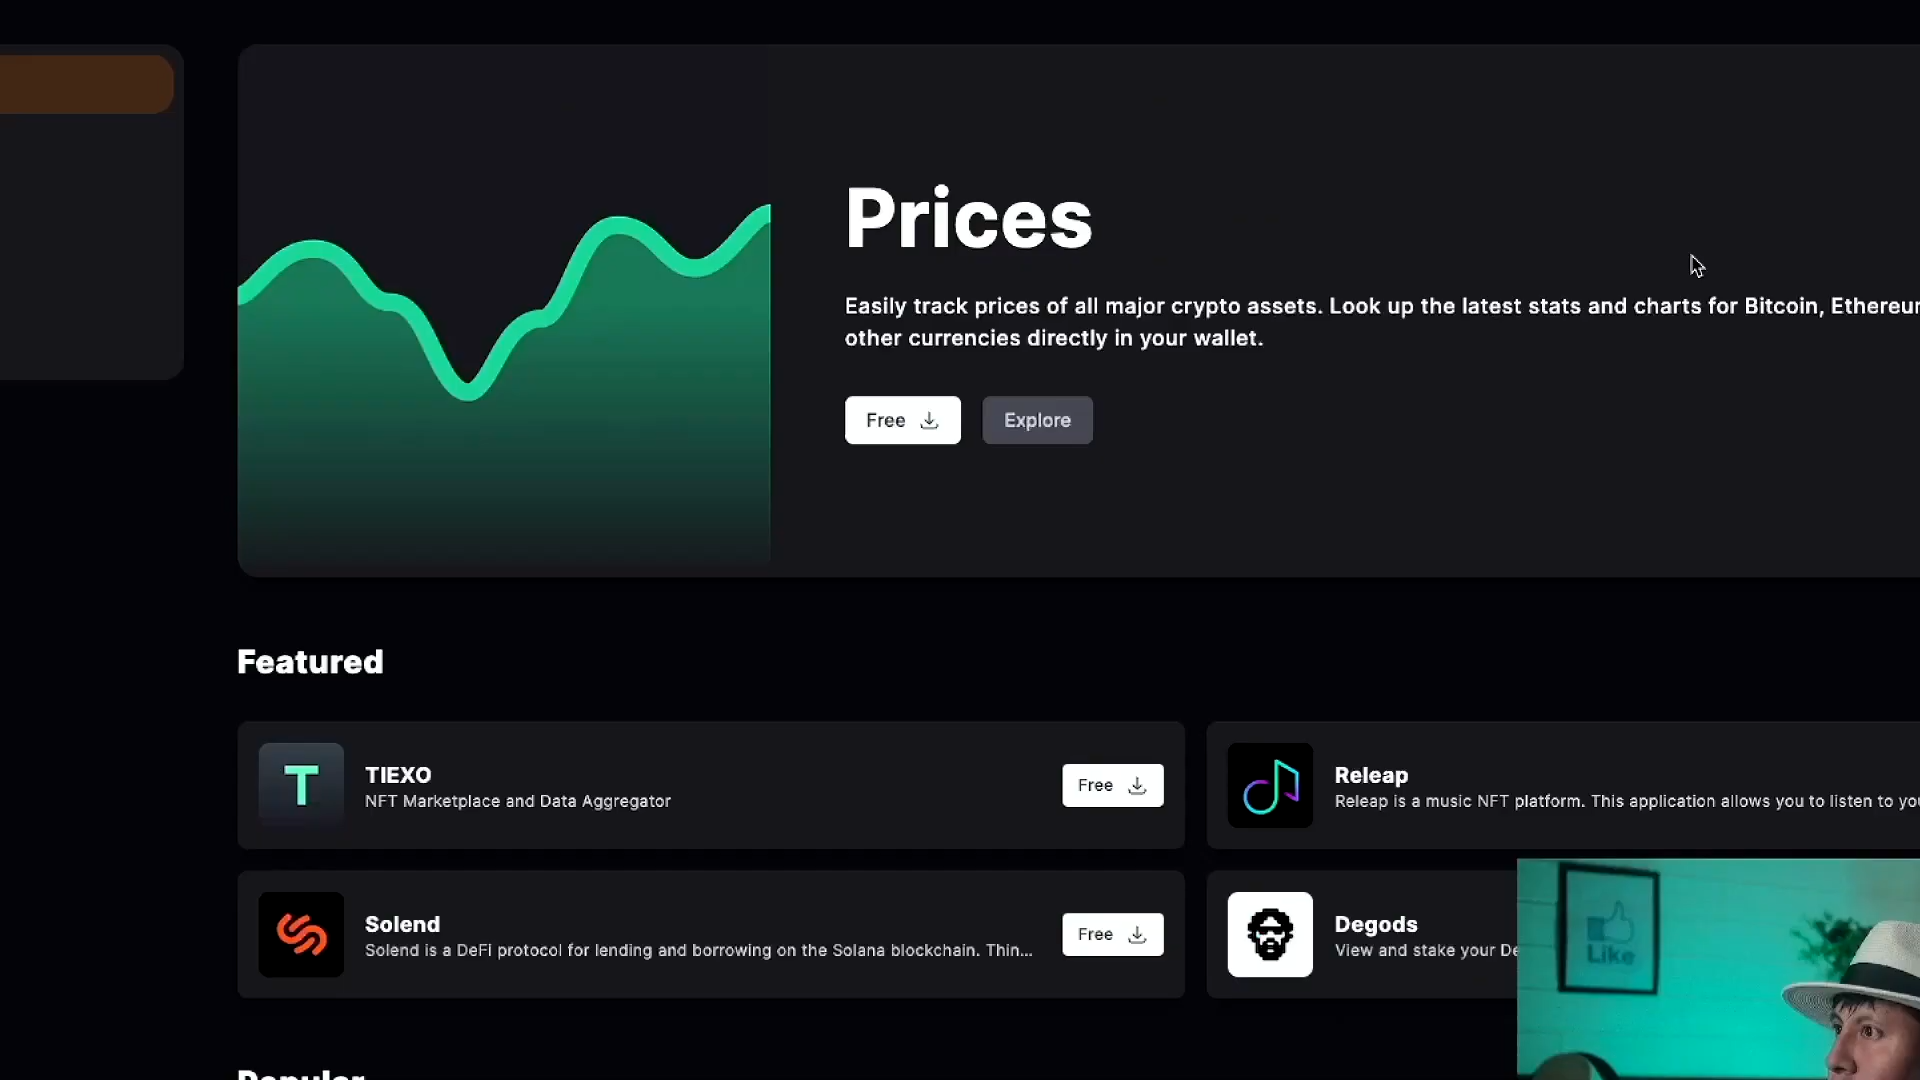 Prices
Easily track prices of all major crypto assets. Look up the latest stats and charts for Bitcoin,
other currencies directly in your wallet.
Free
Explore
Featured
TIEXO
NFT Marketplace and Data Aggregator
Free
Releap
Releap is a music NFT platform. This application allows you to listen to
Solend
Solend is a DeFi protocol for lending and borrowing on the Solana blockchain. Thin...
Free
Degods
View and stake your
Like
Popular